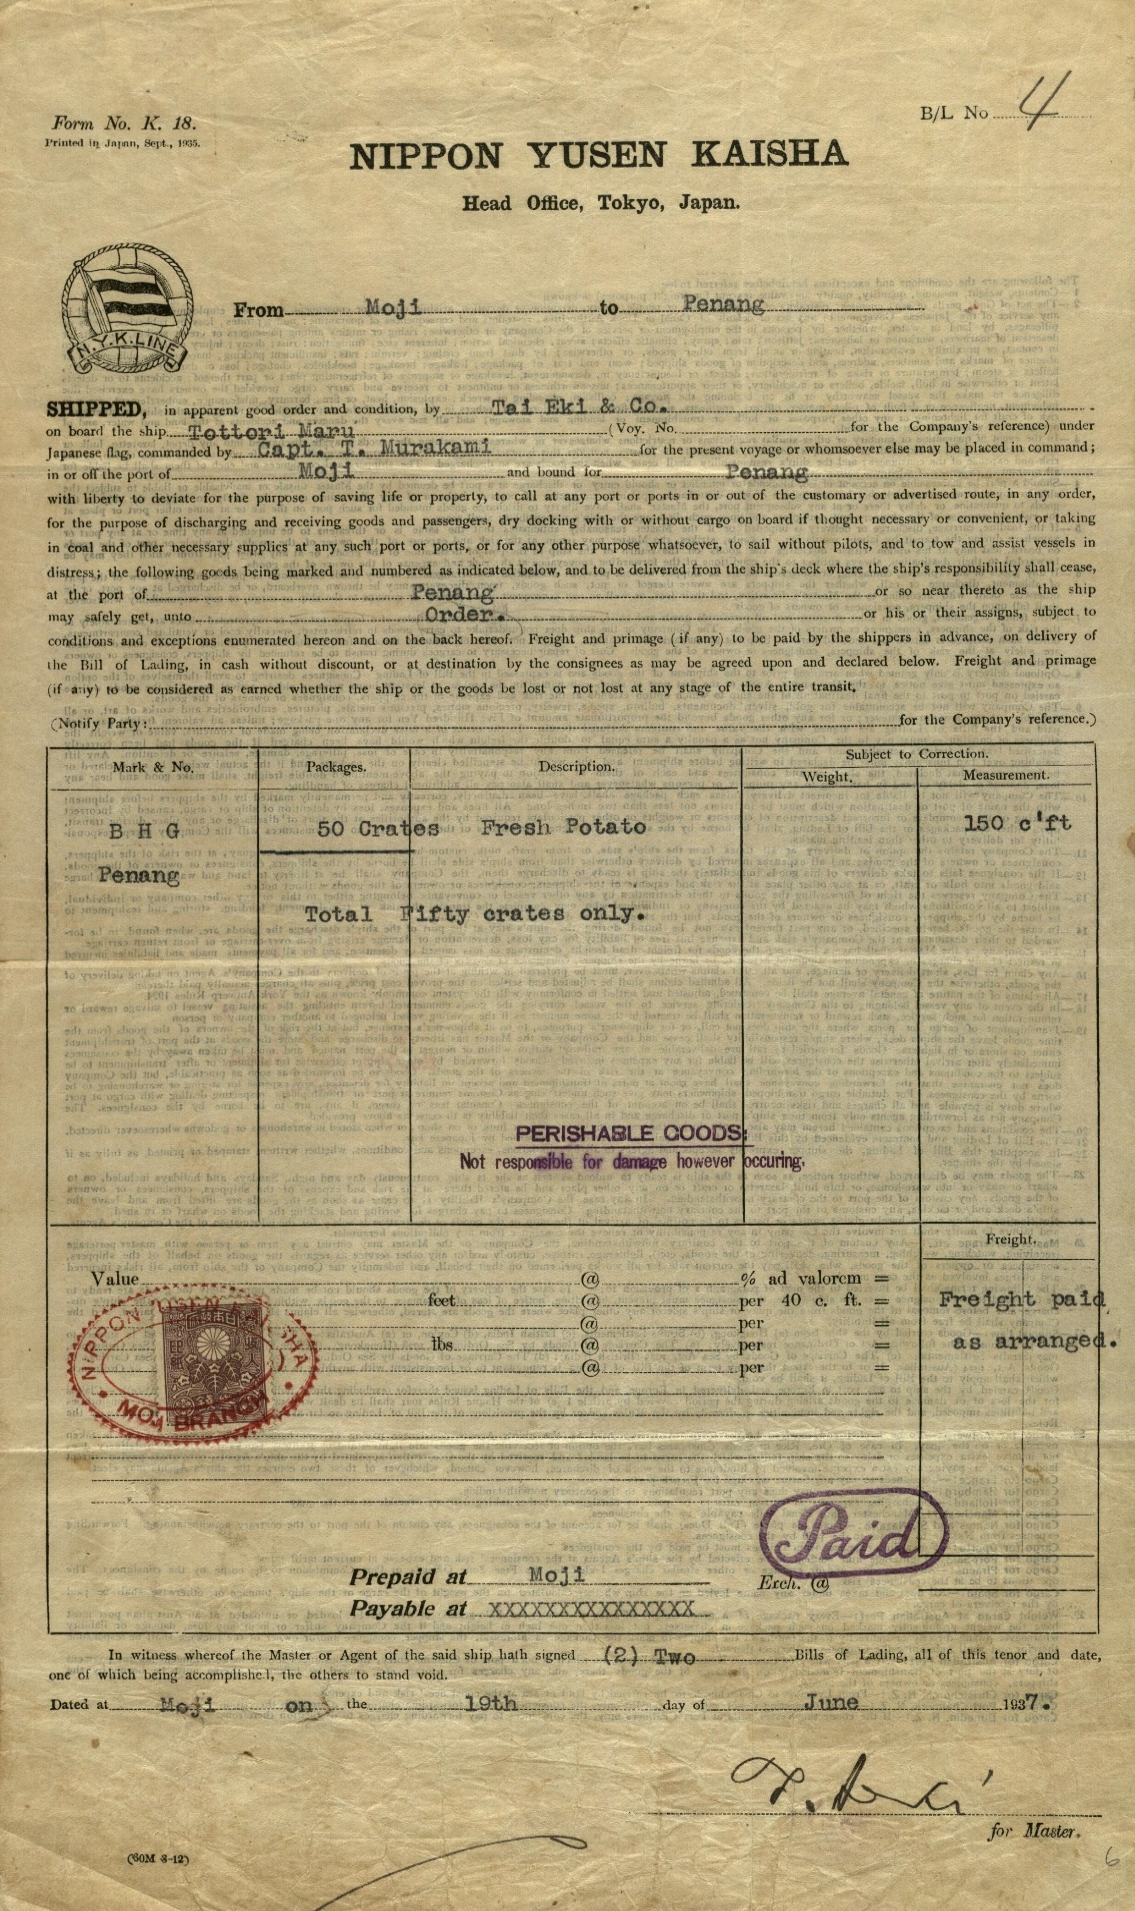 Form No. K. 18.
Printed in Japan, Sept., 1935.
B/L No 4
NIPPON YUSEN KAISHA
Head Office, Tokyo, Japan.
N.Y.K.LINE
From Moji to Penang
SHIPPED, in apparent good order and condition, by Tai Eki & Co.
on board the ship Tottori Maru (Voy. No. for the Company's reference) under
Japanese flag, commanded by Capt. T. Murakami for the present voyage or whomsoever else may be placed in command;
in or off the port of Moji and bound for Penang
with liberty to deviate for the purpose of saving life or property, to call at any port or ports in or out of the customary or advertised route, in any order,
for the purpose of discharging and receiving goods and passengers, dry docking with or without cargo on board if thought necessary or convenient, or taking
in coal and other necessary supplies at any such port or ports, or for any other purpose whatsoever, to sail without pilots, and to tow and assist vessels in
distress; the following goods being marked and numbered as indicated below, and to be delivered from the ship's deck where the ship's responsibility shall cease,
at the port of Penang or so near thereto as the ship
may safely get, unto Order. or his or their assigns, subject to
conditions and exceptions enumerated hereon and on the back hereof. Freight and primage (if any) to be paid by the shippers in advance, on delivery of
the Bill of Lading, in cash without discount, or at destination by the consignees as may be agreed upon and declared below. Freight and primage
(if any) to be considered as earned whether the ship or the goods be lost or not lost at any stage of the entire transit.
(Notify Party: for the Company's reference.)
Mark & No. Packages. Description. Subject to Correction.
Weight. Measurement.
B H G 50 Crates Fresh Potato 150 c'ft
Penang
Total Fifty crates only.
PERISHABLE GOODS:
Not responsible for damage however occuring.
Freight.
Value @ % ad valorem =
feet @ per 40 c. ft. = Freight paid
@ per =
lbs @ per = as arranged.
@ per =
NIPPON YUSEN KAISHA
MOJI BRANCH
Paid
Prepaid at Moji Exch. @
Payable at XXXXXXXXXXXXXXX
In witness whereof the Master or Agent of the said ship hath signed (2) Two Bills of Lading, all of this tenor and date,
one of which being accomplished, the others to stand void.
Dated at Moji on the 19th day of June 1937.
for Master.
(60M 3-12)
6